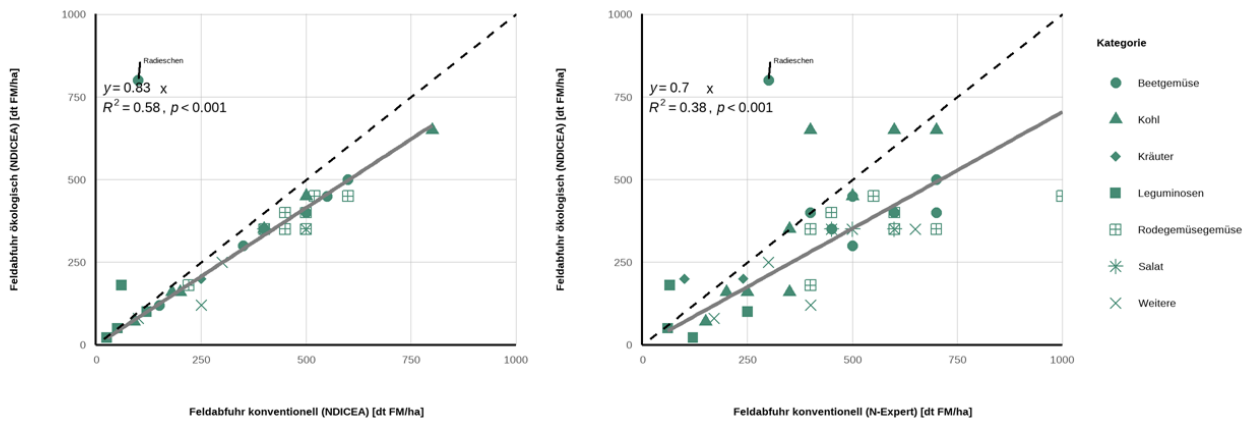 Feldabfuhr ökologisch (NDICEA) [dt FM/ha]
1000
750
500
250
0
Radieschen
y = 0.83 x
R² = 0.58 , p < 0.001
0 250 500 750 1000
Feldabfuhr konventionell (NDICEA) [dt FM/ha]
Feldabfuhr ökologisch (NDICEA) [dt FM/ha]
1000
750
500
250
0
Radieschen
y = 0.7 x
R² = 0.38 , p < 0.001
0 250 500 750 1000
Feldabfuhr konventionell (N-Expert) [dt FM/ha]
Kategorie
Beetgemüse
Kohl
Kräuter
Leguminosen
Rodegemüsegemüse
Salat
Weitere